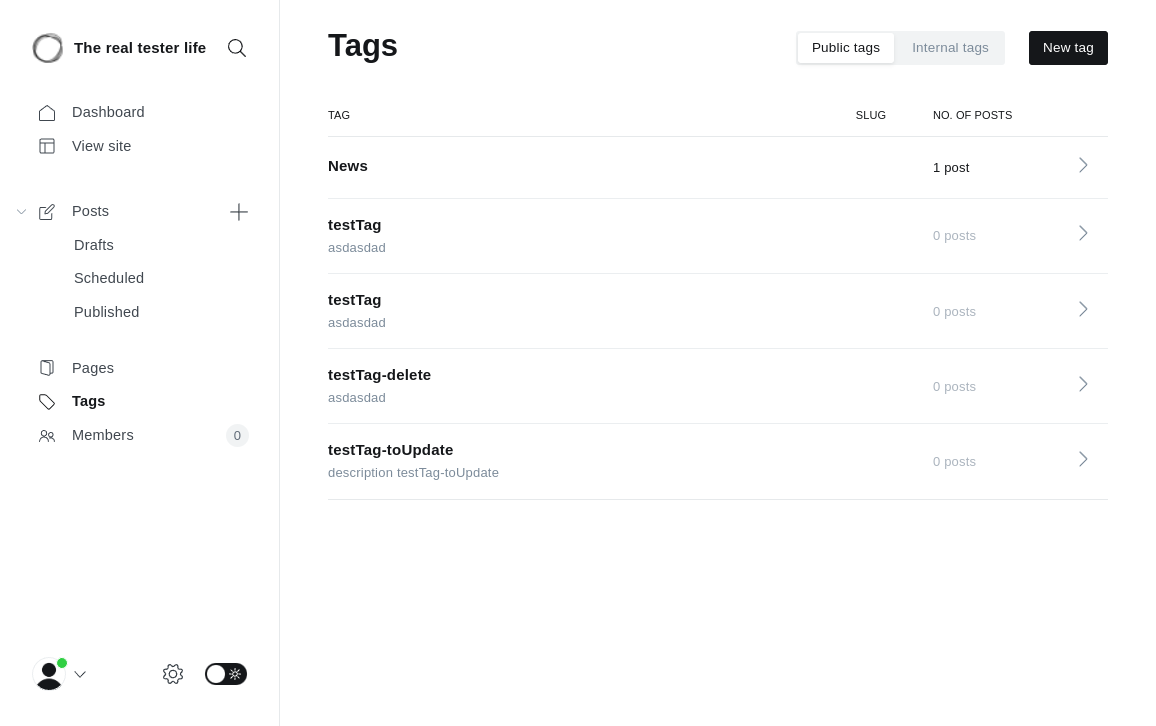 The real tester life
Dashboard
View site
Posts
Drafts
Scheduled
Published
Pages
Tags
Members 0
Tags
Public tags Internal tags New tag
TAG SLUG NO. OF POSTS
News 1 post
testTag
asdasdad
0 posts
testTag
asdasdad
0 posts
testTag-delete
asdasdad
0 posts
testTag-toUpdate
description testTag-toUpdate
0 posts